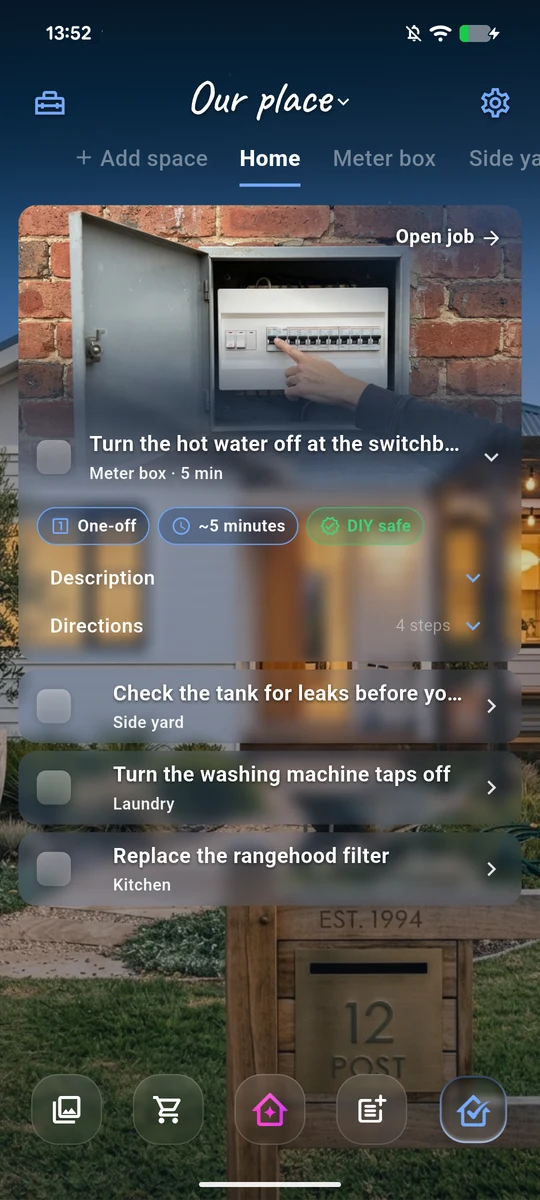 13:52
Our place
+ Add space
Home
Meter box
Side ya
Open job →
Turn the hot water off at the switchb...
Meter box · 5 min
1 One-off
~5 minutes
DIY safe
Description
Directions
4 steps
Check the tank for leaks before yo...
Side yard
Turn the washing machine taps off
Laundry
Replace the rangehood filter
Kitchen
EST. 1994
12
POST